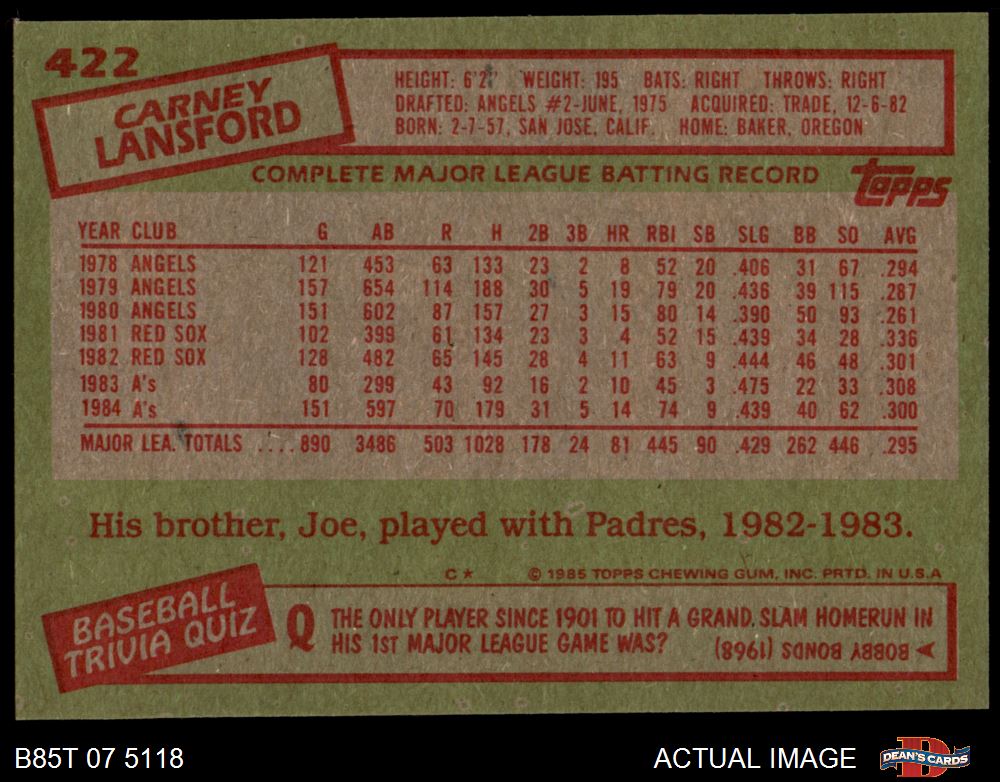 422
CARNEY
LANSFORD
HEIGHT: 6'2" WEIGHT: 195 BATS: RIGHT THROWS: RIGHT
DRAFTED: ANGELS #2-JUNE, 1975 ACQUIRED: TRADE, 12-6-82
BORN: 2-7-57, SAN JOSE, CALIF. HOME: BAKER, OREGON
COMPLETE MAJOR LEAGUE BATTING RECORD
topps
YEAR CLUB G AB R H 2B 3B HR RBI SB SLG BB SO AVG
1978 ANGELS 121 453 63 133 23 2 8 52 20 .406 31 67 .294
1979 ANGELS 157 654 114 188 30 5 19 79 20 .436 39 115 .287
1980 ANGELS 151 602 87 157 27 3 15 80 14 .390 50 93 .261
1981 RED SOX 102 399 61 134 23 3 4 52 15 .439 34 28 .336
1982 RED SOX 128 482 65 145 28 4 11 63 9 .444 46 48 .301
1983 A's 80 299 43 92 16 2 10 45 3 .475 22 33 .308
1984 A's 151 597 70 179 31 5 14 74 9 .439 40 62 .300
MAJOR LEA. TOTALS ....890 3486 503 1028 178 24 81 445 90 .429 262 446 .295
His brother, Joe, played with Padres, 1982-1983.
C* © 1985 TOPPS CHEWING GUM, INC. PRTD. IN U.S.A
BASEBALL
TRIVIA QUIZ
Q THE ONLY PLAYER SINCE 1901 TO HIT A GRAND SLAM HOMERUN IN
HIS 1ST MAJOR LEAGUE GAME WAS?
A BOBBY BONDS (1968)
B85T 07 5118
ACTUAL IMAGE
D
DEAN'S CARDS